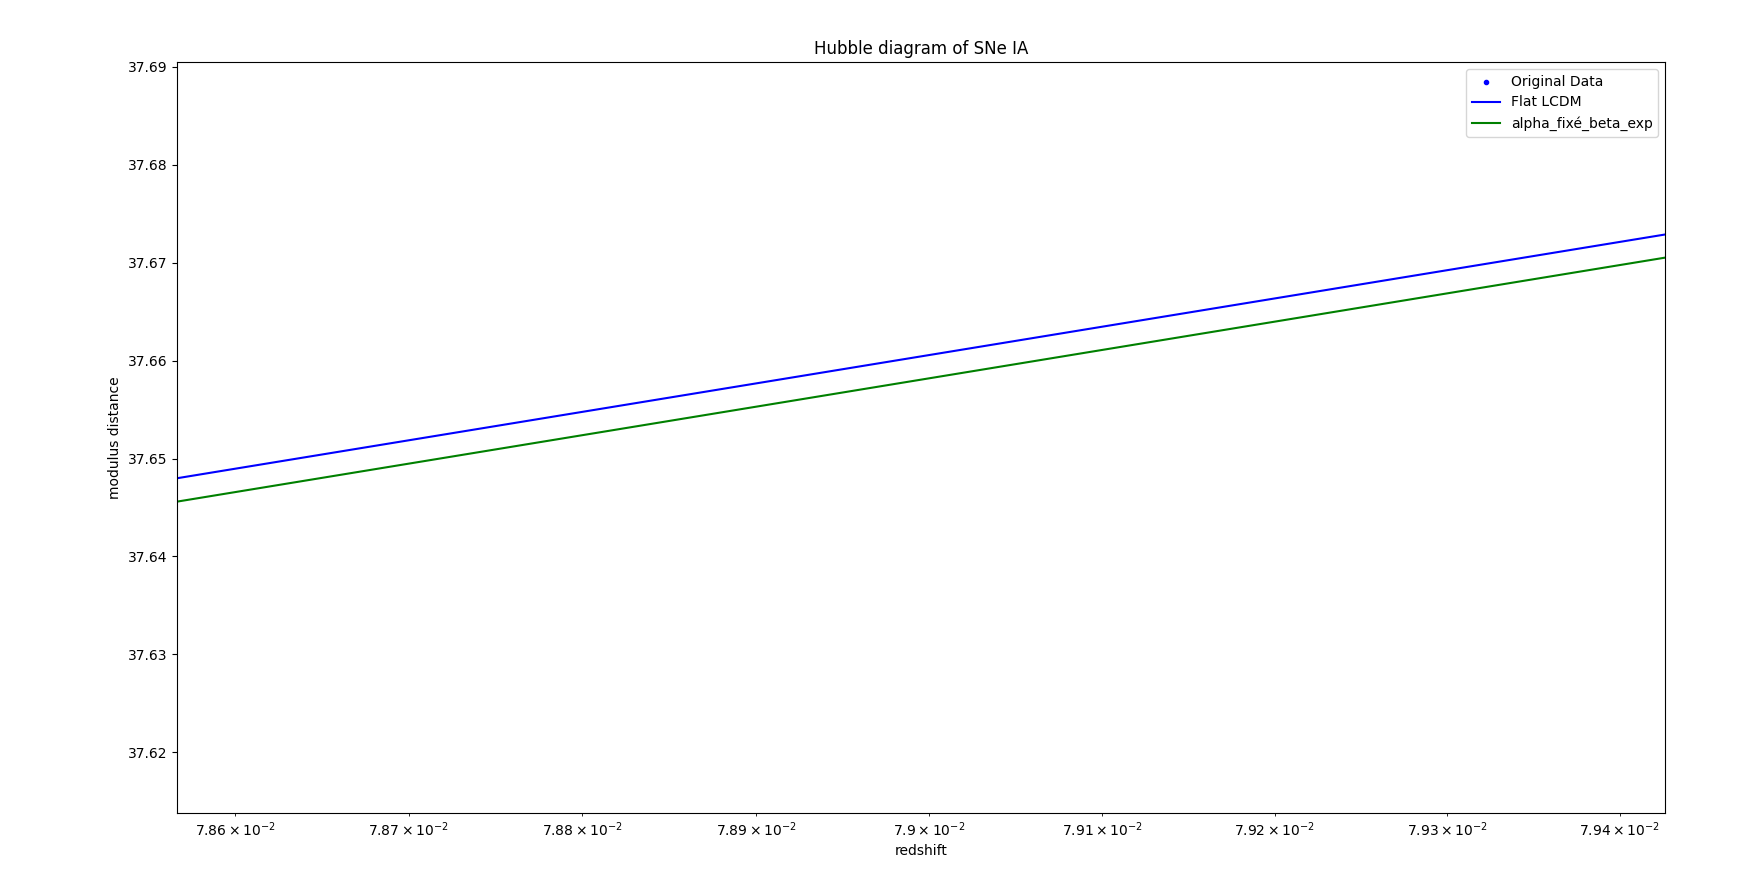 Hubble diagram of SNe IA
Original Data
Flat LCDM
alpha_fixé_beta_exp
37.69
37.68
37.67
37.66
37.65
37.64
37.63
37.62
modulus distance
7.86 × 10⁻² 7.87 × 10⁻² 7.88 × 10⁻² 7.89 × 10⁻² 7.9 × 10⁻² 7.91 × 10⁻² 7.92 × 10⁻² 7.93 × 10⁻² 7.94 × 10⁻²
redshift